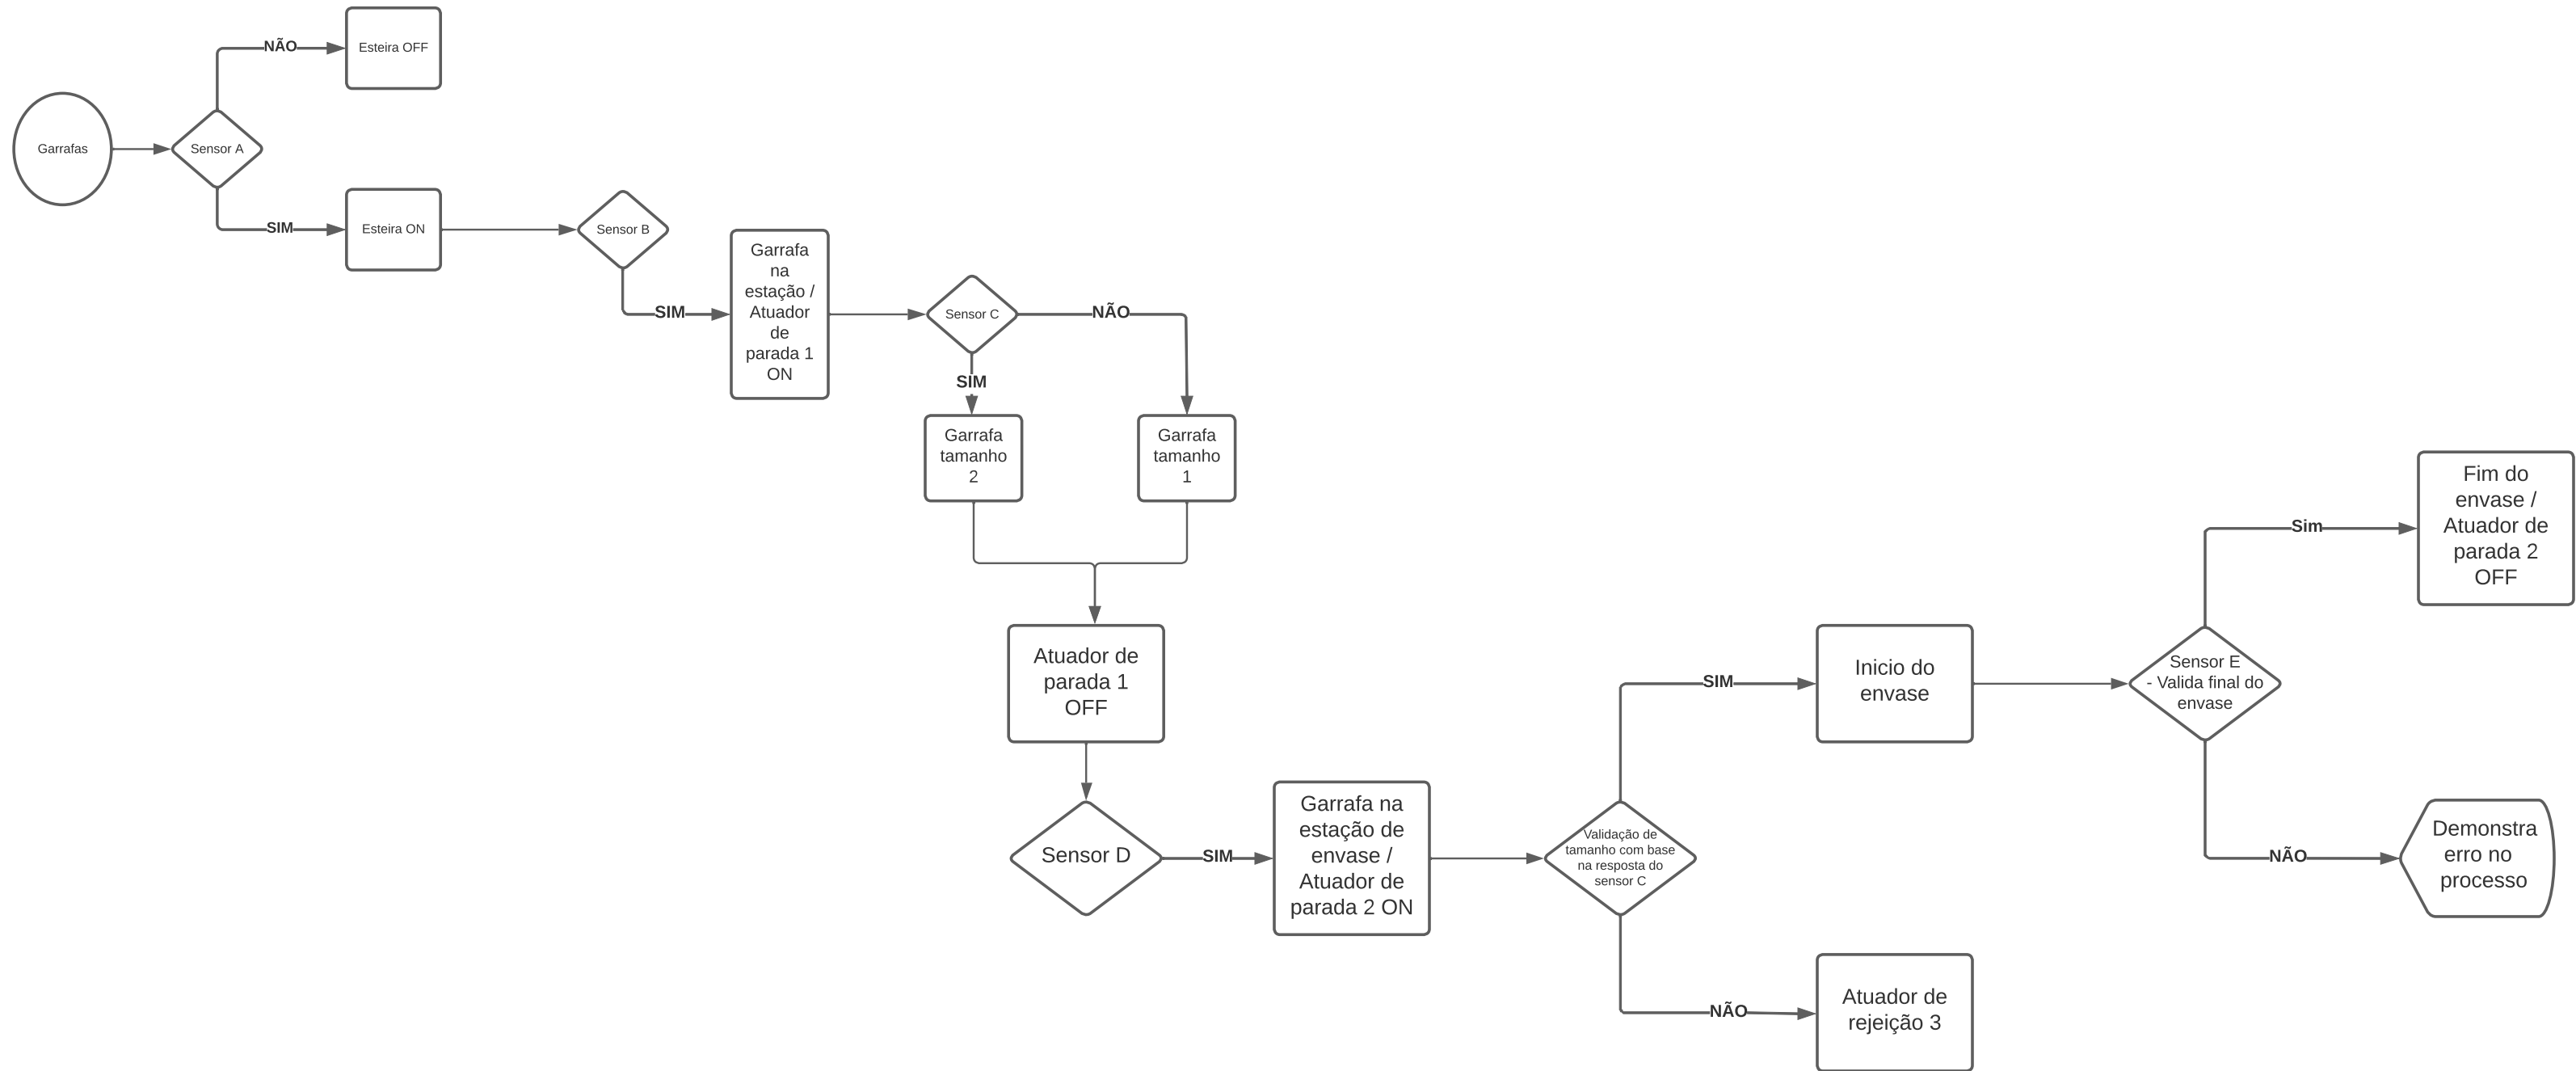 NÃO
Esteira OFF
Garrafas
Sensor A
SIM
Esteira ON
Sensor B
SIM
Garrafa
na
estação /
Atuador
de
parada 1
ON
Sensor C
NÃO
SIM
Garrafa
tamanho
2
Garrafa
tamanho
1
Atuador de
parada 1
OFF
Sensor D
SIM
Garrafa na
estação de
envase /
Atuador de
parada 2 ON
Validação de
tamanho com base
na resposta do
sensor C
SIM
Inicio do
envase
NÃO
Atuador de
rejeição 3
Sensor E
- Valida final do
envase
Sim
Fim do
envase /
Atuador de
parada 2
OFF
NÃO
Demonstra
erro no
processo